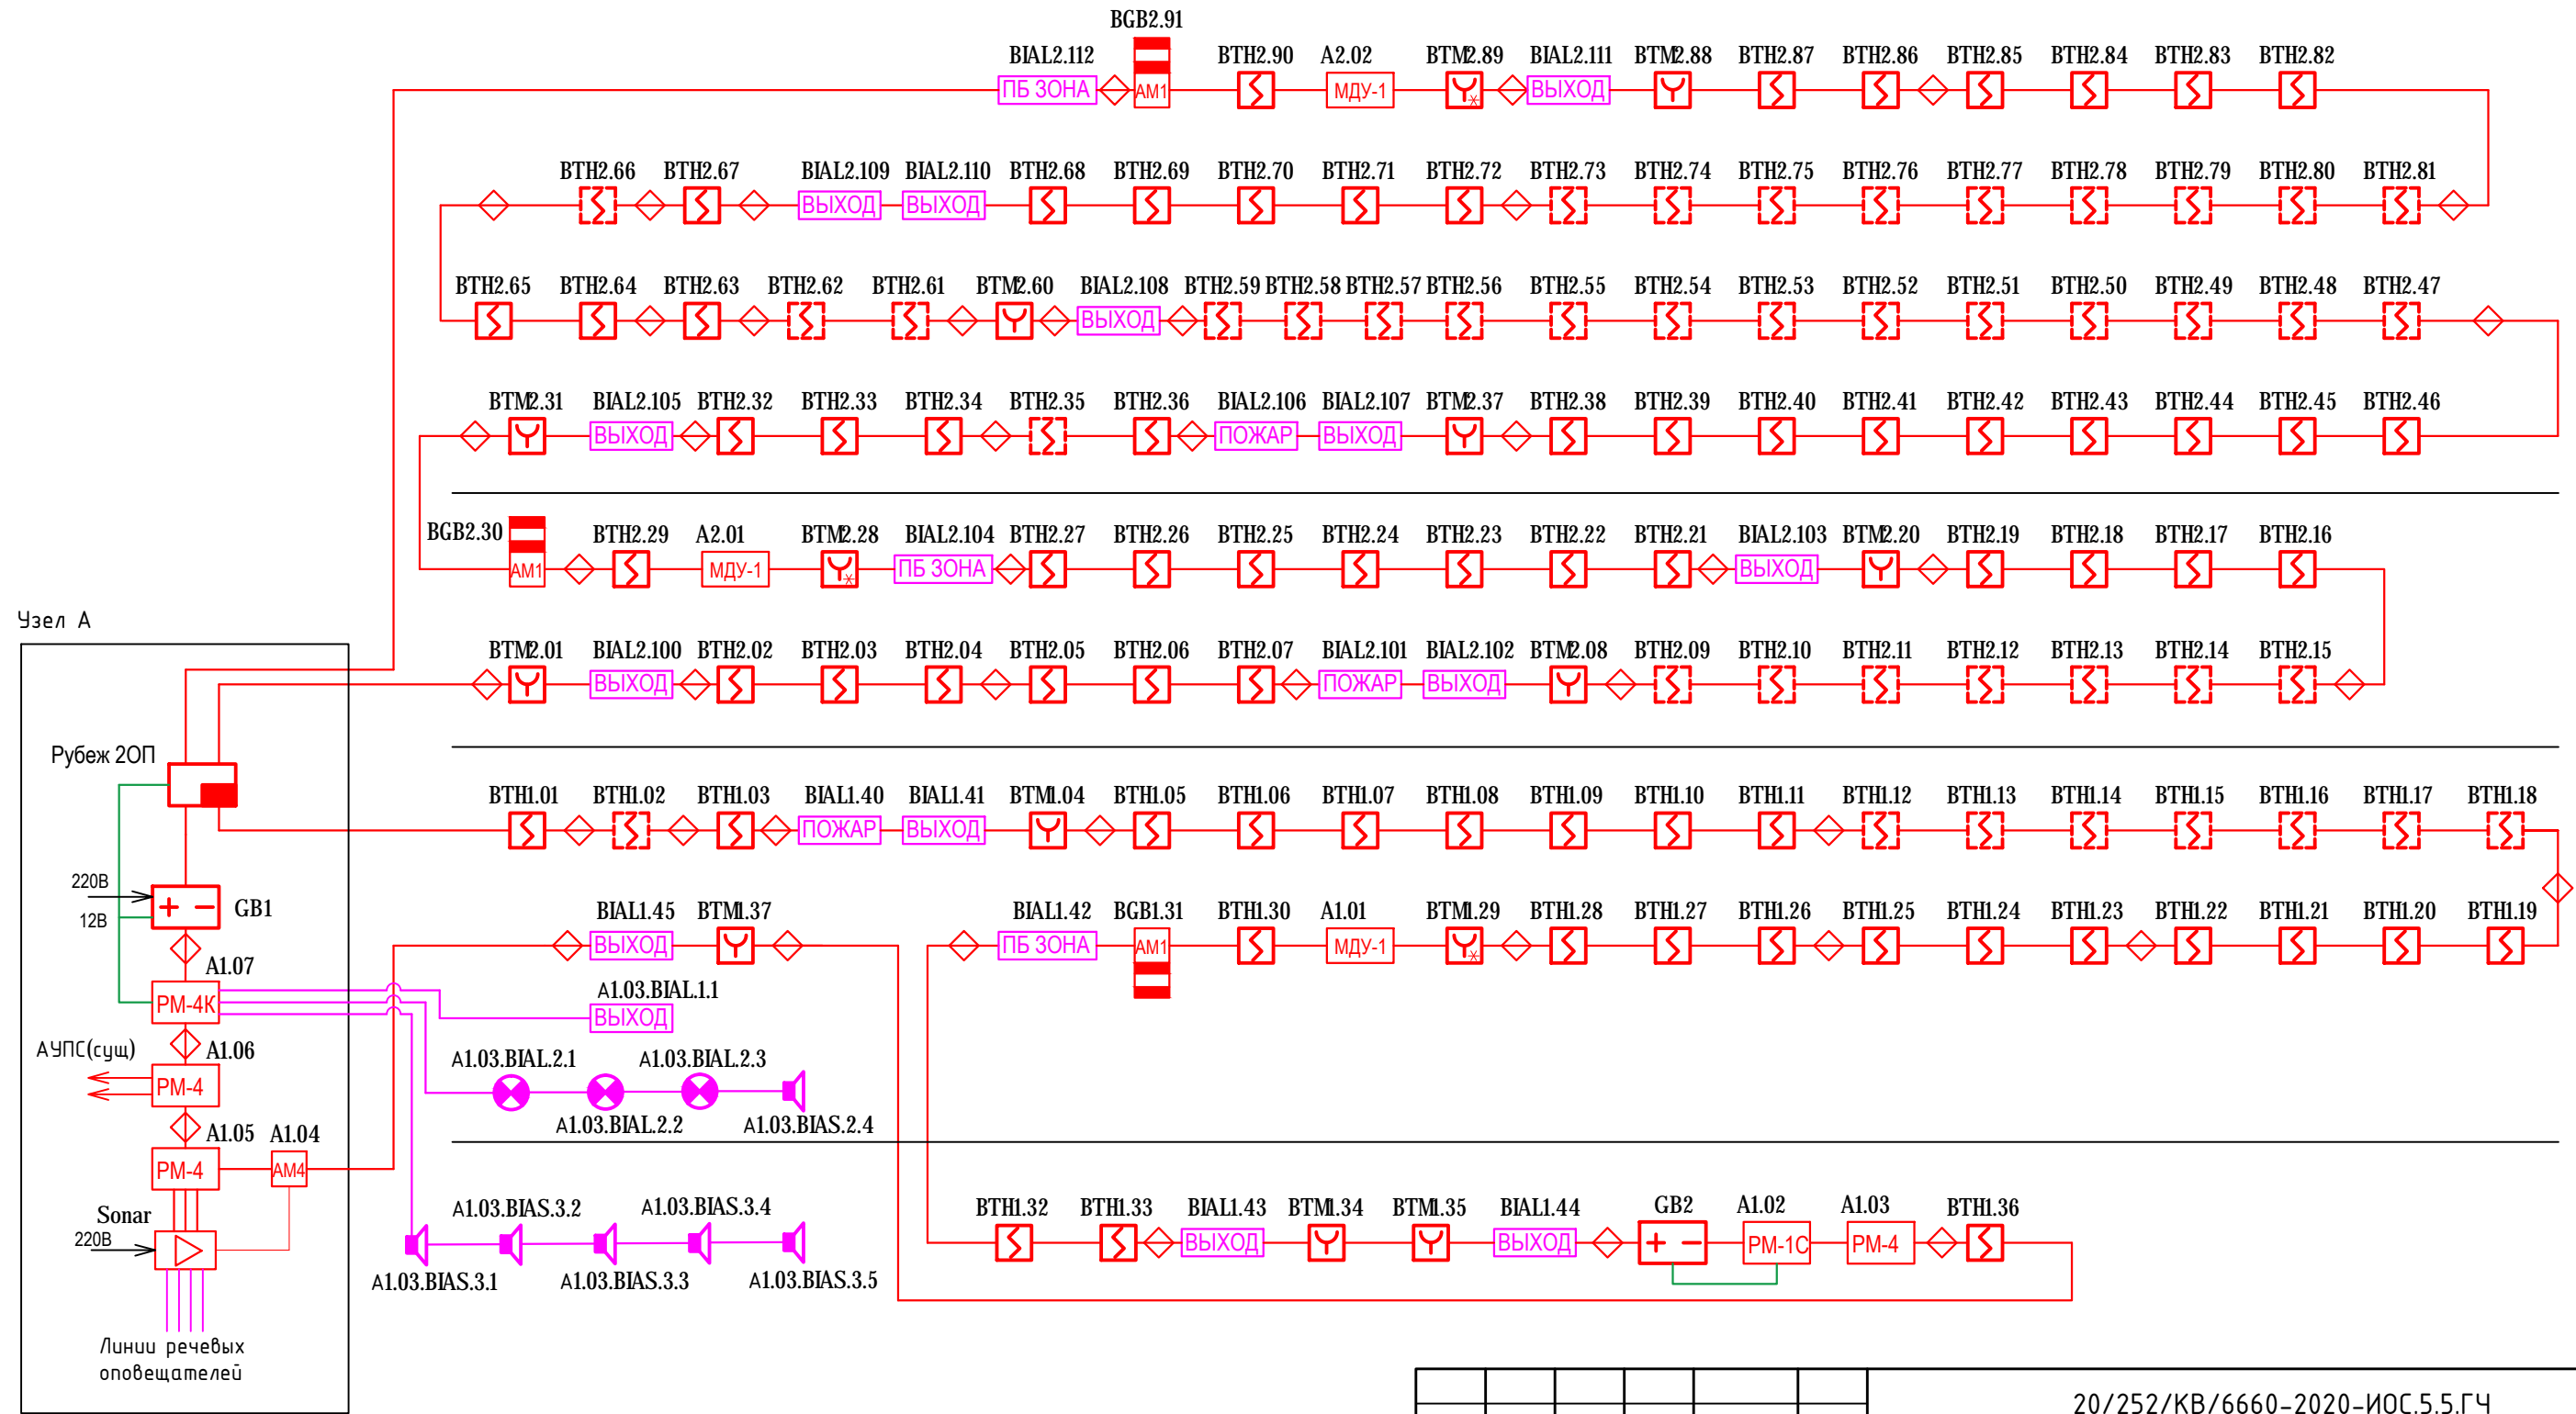 BGB2.91
BIAL2.112 BTH2.90 A2.02 BTM2.89 BIAL2.111 BTM2.88 BTH2.87 BTH2.86 BTH2.85 BTH2.84 BTH2.83 BTH2.82
ПБ ЗОНА АМ1 МДУ-1 ВЫХОД
BTH2.66 BTH2.67 BIAL2.109 BIAL2.110 BTH2.68 BTH2.69 BTH2.70 BTH2.71 BTH2.72 BTH2.73 BTH2.74 BTH2.75 BTH2.76 BTH2.77 BTH2.78 BTH2.79 BTH2.80 BTH2.81
ВЫХОД ВЫХОД
BTH2.65 BTH2.64 BTH2.63 BTH2.62 BTH2.61 BTM2.60 BIAL2.108 BTH2.59 BTH2.58 BTH2.57 BTH2.56 BTH2.55 BTH2.54 BTH2.53 BTH2.52 BTH2.51 BTH2.50 BTH2.49 BTH2.48 BTH2.47
ВЫХОД
BTM2.31 BIAL2.105 BTH2.32 BTH2.33 BTH2.34 BTH2.35 BTH2.36 BIAL2.106 BIAL2.107 BTM2.37 BTH2.38 BTH2.39 BTH2.40 BTH2.41 BTH2.42 BTH2.43 BTH2.44 BTH2.45 BTH2.46
ВЫХОД ПОЖАР ВЫХОД
BGB2.30 BTH2.29 A2.01 BTM2.28 BIAL2.104 BTH2.27 BTH2.26 BTH2.25 BTH2.24 BTH2.23 BTH2.22 BTH2.21 BIAL2.103 BTM2.20 BTH2.19 BTH2.18 BTH2.17 BTH2.16
АМ1 МДУ-1 ПБ ЗОНА ВЫХОД
Узел А
BTM2.01 BIAL2.100 BTH2.02 BTH2.03 BTH2.04 BTH2.05 BTH2.06 BTH2.07 BIAL2.101 BIAL2.102 BTM2.08 BTH2.09 BTH2.10 BTH2.11 BTH2.12 BTH2.13 BTH2.14 BTH2.15
ВЫХОД ПОЖАР ВЫХОД
Рубеж 2ОП
BTH1.01 BTH1.02 BTH1.03 BIAL1.40 BIAL1.41 BTM1.04 BTH1.05 BTH1.06 BTH1.07 BTH1.08 BTH1.09 BTH1.10 BTH1.11 BTH1.12 BTH1.13 BTH1.14 BTH1.15 BTH1.16 BTH1.17 BTH1.18
ПОЖАР ВЫХОД
220В
12В
GB1
BIAL1.45 BTM1.37 BIAL1.42 BGB1.31 BTH1.30 A1.01 BTM1.29 BTH1.28 BTH1.27 BTH1.26 BTH1.25 BTH1.24 BTH1.23 BTH1.22 BTH1.21 BTH1.20 BTH1.19
ВЫХОД ПБ ЗОНА АМ1 МДУ-1
A1.07
РМ-4К
A1.03.BIAL.1.1
ВЫХОД
АУПС(сущ)
A1.06
РМ-4
A1.03.BIAL.2.1 A1.03.BIAL.2.3
A1.03.BIAL.2.2 A1.03.BIAS.2.4
A1.05 A1.04
РМ-4 АМ4
Sonar
220В
A1.03.BIAS.3.2 A1.03.BIAS.3.4
A1.03.BIAS.3.1 A1.03.BIAS.3.3 A1.03.BIAS.3.5
BTH1.32 BTH1.33 BIAL1.43 BTM1.34 BTM1.35 BIAL1.44 GB2 A1.02 A1.03 BTH1.36
ВЫХОД ВЫХОД РМ-1С РМ-4
Линии речевых
оповещателей
20/252/КВ/6660-2020-ИОС.5.5.ГЧ